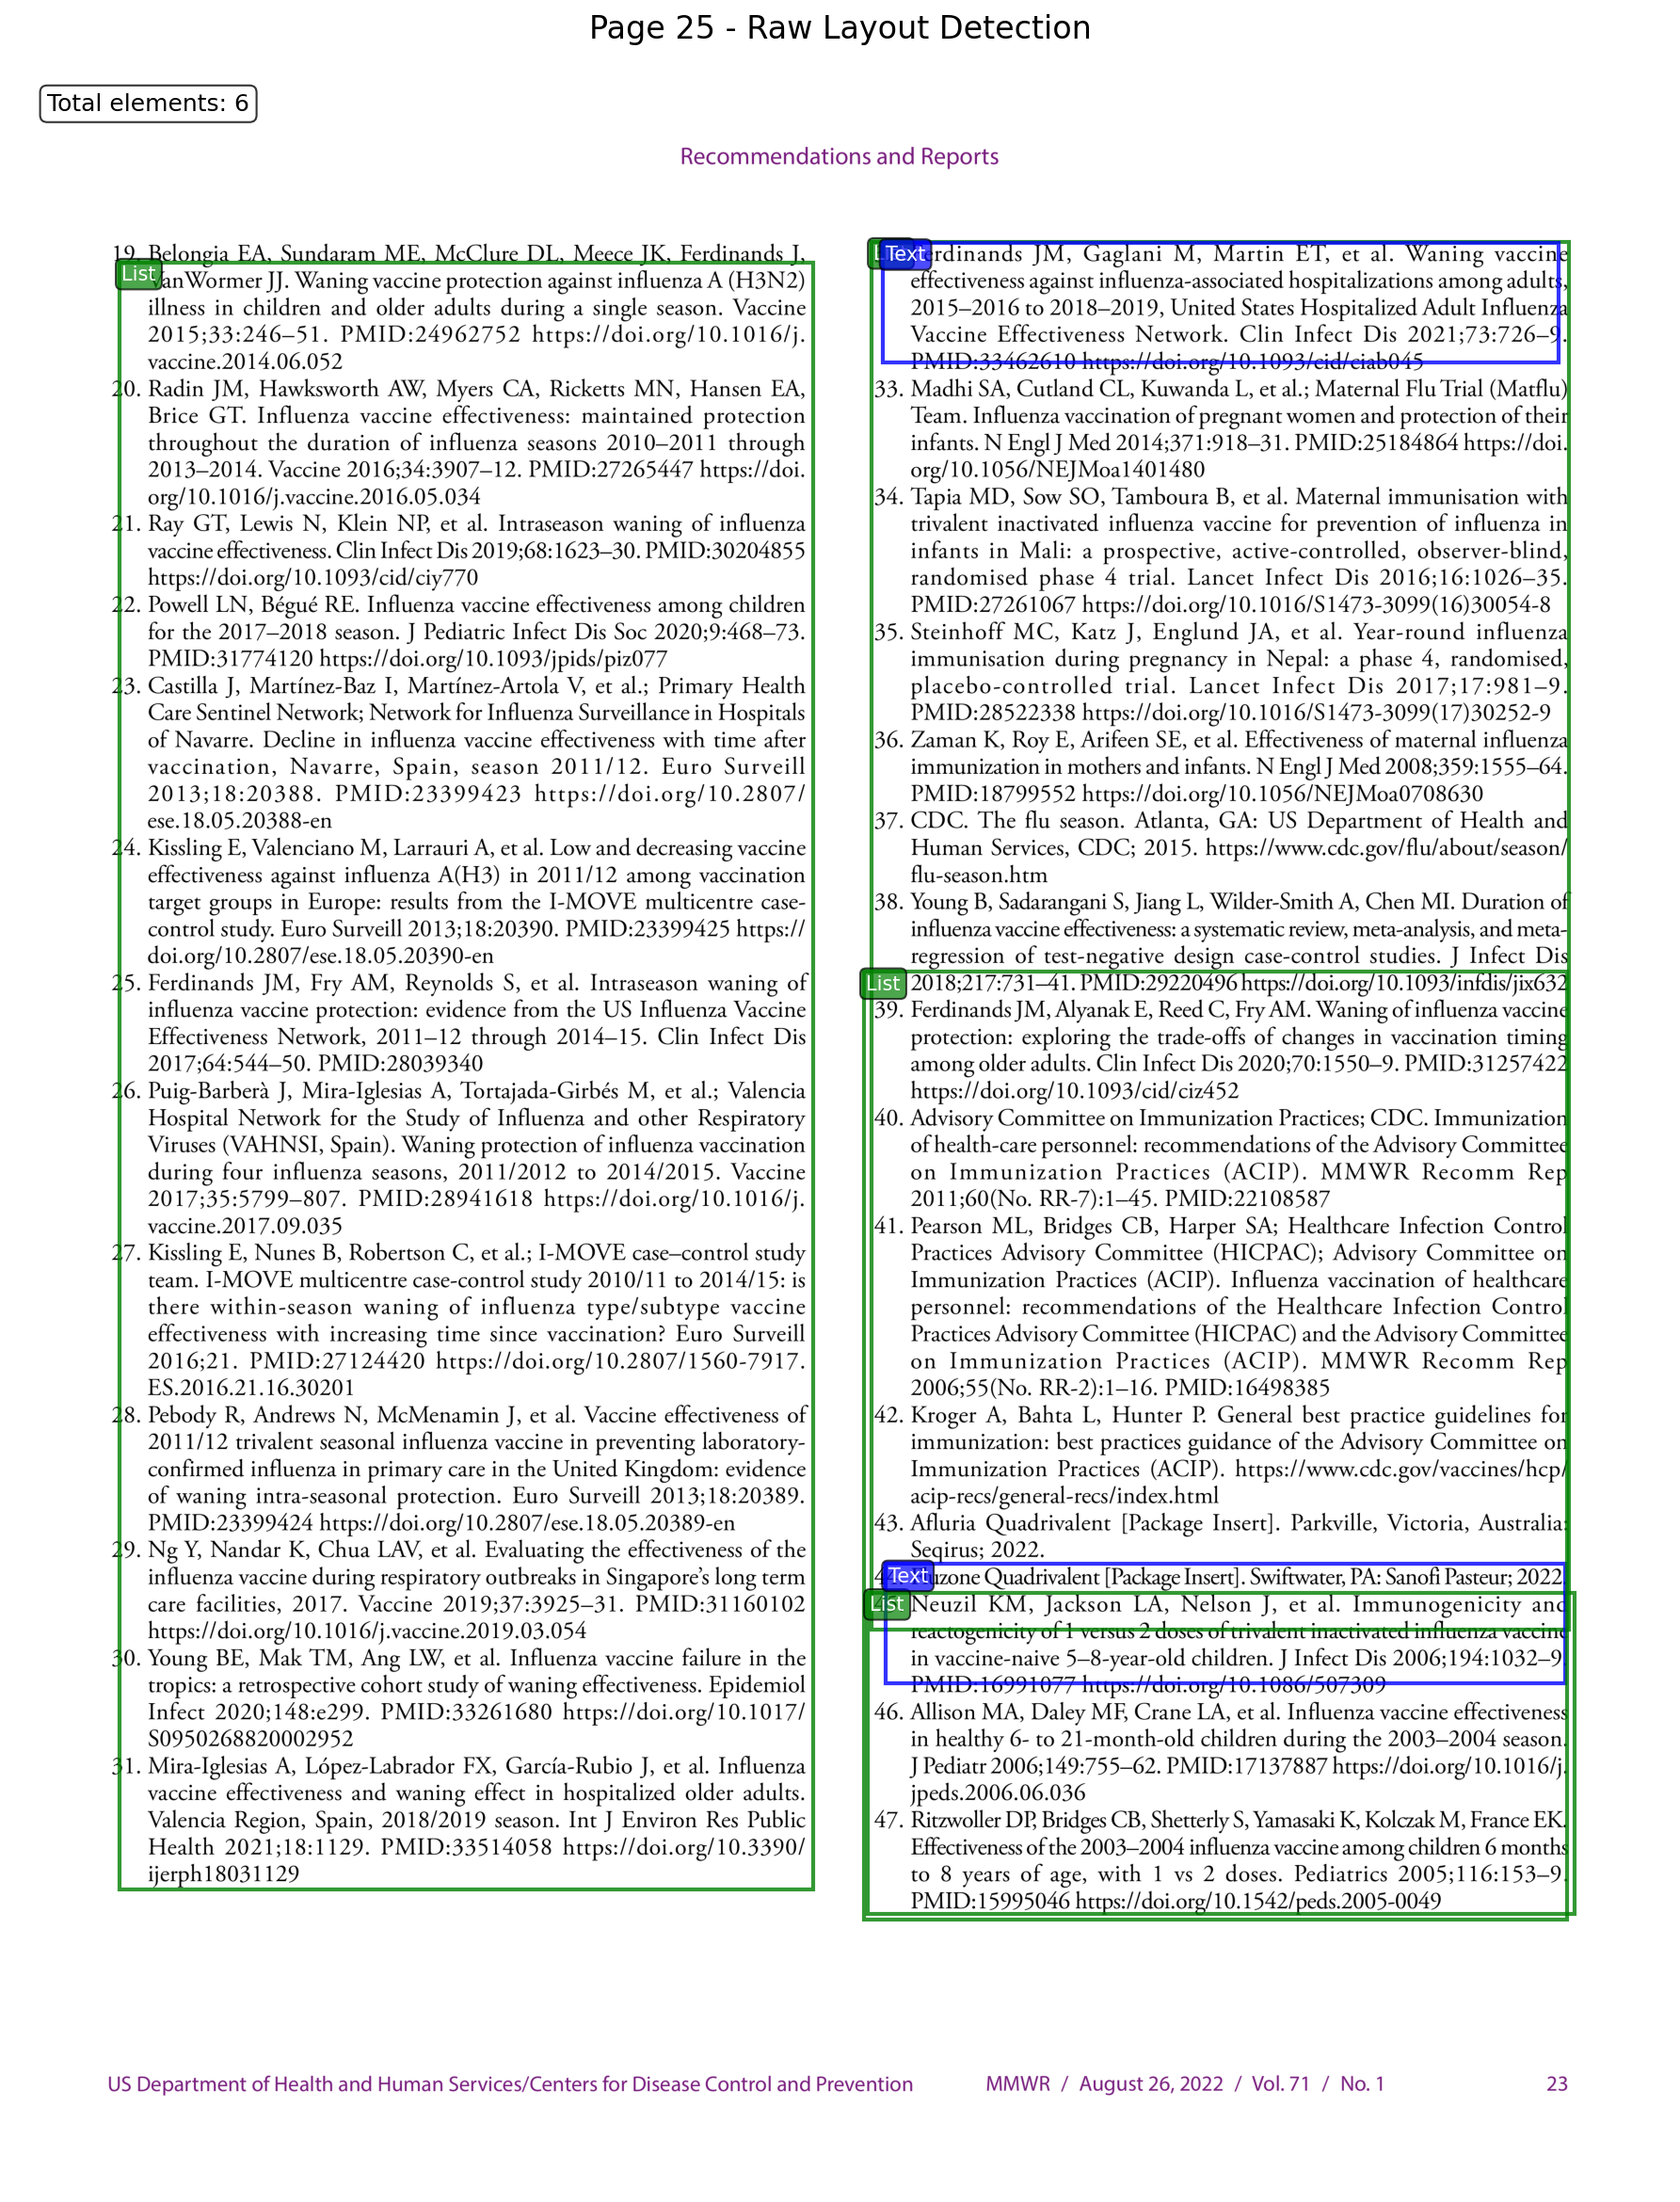 Page 25 - Raw Layout Detection
Total elements: 6
Recommendations and Reports
19. Belongia EA, Sundaram ME, McClure DL, Meece JK, Ferdinands J,
List
VanWormer JJ. Waning vaccine protection against influenza A (H3N2)
illness in children and older adults during a single season. Vaccine
2015;33:246–51. PMID:24962752 https://doi.org/10.1016/j.
vaccine.2014.06.052
20. Radin JM, Hawksworth AW, Myers CA, Ricketts MN, Hansen EA,
Brice GT. Influenza vaccine effectiveness: maintained protection
throughout the duration of influenza seasons 2010–2011 through
2013–2014. Vaccine 2016;34:3907–12. PMID:27265447 https://doi.
org/10.1016/j.vaccine.2016.05.034
21. Ray GT, Lewis N, Klein NP, et al. Intraseason waning of influenza
vaccine effectiveness. Clin Infect Dis 2019;68:1623–30. PMID:30204855
https://doi.org/10.1093/cid/ciy770
22. Powell LN, Bégué RE. Influenza vaccine effectiveness among children
for the 2017–2018 season. J Pediatric Infect Dis Soc 2020;9:468–73.
PMID:31774120 https://doi.org/10.1093/jpids/piz077
23. Castilla J, Martínez-Baz I, Martínez-Artola V, et al.; Primary Health
Care Sentinel Network; Network for Influenza Surveillance in Hospitals
of Navarre. Decline in influenza vaccine effectiveness with time after
vaccination, Navarre, Spain, season 2011/12. Euro Surveill
2013;18:20388. PMID:23399423 https://doi.org/10.2807/
ese.18.05.20388-en
24. Kissling E, Valenciano M, Larrauri A, et al. Low and decreasing vaccine
effectiveness against influenza A(H3) in 2011/12 among vaccination
target groups in Europe: results from the I-MOVE multicentre case-
control study. Euro Surveill 2013;18:20390. PMID:23399425 https://
doi.org/10.2807/ese.18.05.20390-en
25. Ferdinands JM, Fry AM, Reynolds S, et al. Intraseason waning of
influenza vaccine protection: evidence from the US Influenza Vaccine
Effectiveness Network, 2011–12 through 2014–15. Clin Infect Dis
2017;64:544–50. PMID:28039340
26. Puig-Barberà J, Mira-Iglesias A, Tortajada-Girbés M, et al.; Valencia
Hospital Network for the Study of Influenza and other Respiratory
Viruses (VAHNSI, Spain). Waning protection of influenza vaccination
during four influenza seasons, 2011/2012 to 2014/2015. Vaccine
2017;35:5799–807. PMID:28941618 https://doi.org/10.1016/j.
vaccine.2017.09.035
27. Kissling E, Nunes B, Robertson C, et al.; I-MOVE case–control study
team. I-MOVE multicentre case-control study 2010/11 to 2014/15: is
there within-season waning of influenza type/subtype vaccine
effectiveness with increasing time since vaccination? Euro Surveill
2016;21. PMID:27124420 https://doi.org/10.2807/1560-7917.
ES.2016.21.16.30201
28. Pebody R, Andrews N, McMenamin J, et al. Vaccine effectiveness of
2011/12 trivalent seasonal influenza vaccine in preventing laboratory-
confirmed influenza in primary care in the United Kingdom: evidence
of waning intra-seasonal protection. Euro Surveill 2013;18:20389.
PMID:23399424 https://doi.org/10.2807/ese.18.05.20389-en
29. Ng Y, Nandar K, Chua LAV, et al. Evaluating the effectiveness of the
influenza vaccine during respiratory outbreaks in Singapore's long term
care facilities, 2017. Vaccine 2019;37:3925–31. PMID:31160102
https://doi.org/10.1016/j.vaccine.2019.03.054
30. Young BE, Mak TM, Ang LW, et al. Influenza vaccine failure in the
tropics: a retrospective cohort study of waning effectiveness. Epidemiol
Infect 2020;148:e299. PMID:33261680 https://doi.org/10.1017/
S0950268820002952
31. Mira-Iglesias A, López-Labrador FX, García-Rubio J, et al. Influenza
vaccine effectiveness and waning effect in hospitalized older adults.
Valencia Region, Spain, 2018/2019 season. Int J Environ Res Public
Health 2021;18:1129. PMID:33514058 https://doi.org/10.3390/
ijerph18031129
Text
erdinands JM, Gaglani M, Martin ET, et al. Waning vaccine
effectiveness against influenza-associated hospitalizations among adults,
2015–2016 to 2018–2019, United States Hospitalized Adult Influenza
Vaccine Effectiveness Network. Clin Infect Dis 2021;73:726–9.
PMID:33462610 https://doi.org/10.1093/cid/ciab045
33. Madhi SA, Cutland CL, Kuwanda L, et al.; Maternal Flu Trial (Matflu)
Team. Influenza vaccination of pregnant women and protection of their
infants. N Engl J Med 2014;371:918–31. PMID:25184864 https://doi.
org/10.1056/NEJMoa1401480
34. Tapia MD, Sow SO, Tamboura B, et al. Maternal immunisation with
trivalent inactivated influenza vaccine for prevention of influenza in
infants in Mali: a prospective, active-controlled, observer-blind,
randomised phase 4 trial. Lancet Infect Dis 2016;16:1026–35.
PMID:27261067 https://doi.org/10.1016/S1473-3099(16)30054-8
35. Steinhoff MC, Katz J, Englund JA, et al. Year-round influenza
immunisation during pregnancy in Nepal: a phase 4, randomised,
placebo-controlled trial. Lancet Infect Dis 2017;17:981–9.
PMID:28522338 https://doi.org/10.1016/S1473-3099(17)30252-9
36. Zaman K, Roy E, Arifeen SE, et al. Effectiveness of maternal influenza
immunization in mothers and infants. N Engl J Med 2008;359:1555–64.
PMID:18799552 https://doi.org/10.1056/NEJMoa0708630
37. CDC. The flu season. Atlanta, GA: US Department of Health and
Human Services, CDC; 2015. https://www.cdc.gov/flu/about/season/
flu-season.htm
38. Young B, Sadarangani S, Jiang L, Wilder-Smith A, Chen MI. Duration of
influenza vaccine effectiveness: a systematic review, meta-analysis, and meta-
regression of test-negative design case-control studies. J Infect Dis
List
2018;217:731–41. PMID:29220496 https://doi.org/10.1093/infdis/jix632
39. Ferdinands JM, Alyanak E, Reed C, Fry AM. Waning of influenza vaccine
protection: exploring the trade-offs of changes in vaccination timing
among older adults. Clin Infect Dis 2020;70:1550–9. PMID:31257422
https://doi.org/10.1093/cid/ciz452
40. Advisory Committee on Immunization Practices; CDC. Immunization
of health-care personnel: recommendations of the Advisory Committee
on Immunization Practices (ACIP). MMWR Recomm Rep
2011;60(No. RR-7):1–45. PMID:22108587
41. Pearson ML, Bridges CB, Harper SA; Healthcare Infection Control
Practices Advisory Committee (HICPAC); Advisory Committee on
Immunization Practices (ACIP). Influenza vaccination of healthcare
personnel: recommendations of the Healthcare Infection Control
Practices Advisory Committee (HICPAC) and the Advisory Committee
on Immunization Practices (ACIP). MMWR Recomm Rep
2006;55(No. RR-2):1–16. PMID:16498385
42. Kroger A, Bahta L, Hunter P. General best practice guidelines for
immunization: best practices guidance of the Advisory Committee on
Immunization Practices (ACIP). https://www.cdc.gov/vaccines/hcp/
acip-recs/general-recs/index.html
43. Afluria Quadrivalent [Package Insert]. Parkville, Victoria, Australia:
Seqirus; 2022.
Text
uzone Quadrivalent [Package Insert]. Swiftwater, PA: Sanofi Pasteur; 2022.
List
Neuzil KM, Jackson LA, Nelson J, et al. Immunogenicity and
reactogenicity of 1 versus 2 doses of trivalent inactivated influenza vaccine
in vaccine-naive 5–8-year-old children. J Infect Dis 2006;194:1032–9.
PMID:16991077 https://doi.org/10.1086/507309
46. Allison MA, Daley MF, Crane LA, et al. Influenza vaccine effectiveness
in healthy 6- to 21-month-old children during the 2003–2004 season.
J Pediatr 2006;149:755–62. PMID:17137887 https://doi.org/10.1016/j.
jpeds.2006.06.036
47. Ritzwoller DP, Bridges CB, Shetterly S, Yamasaki K, Kolczak M, France EK.
Effectiveness of the 2003–2004 influenza vaccine among children 6 months
to 8 years of age, with 1 vs 2 doses. Pediatrics 2005;116:153–9.
PMID:15995046 https://doi.org/10.1542/peds.2005-0049
US Department of Health and Human Services/Centers for Disease Control and Prevention MMWR / August 26, 2022 / Vol. 71 / No. 1 23